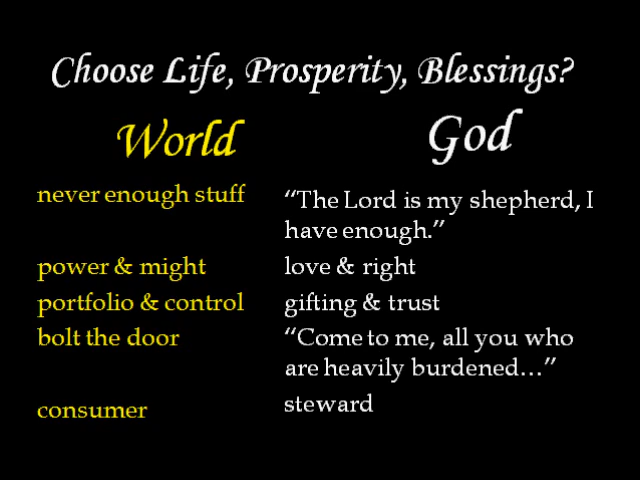 Choose Life, Prosperity, Blessings?
World
God
never enough stuff
“The Lord is my shepherd, I
have enough.”
power & might
love & right
portfolio & control
gifting & trust
bolt the door
“Come to me, all you who
are heavily burdened…”
consumer
steward